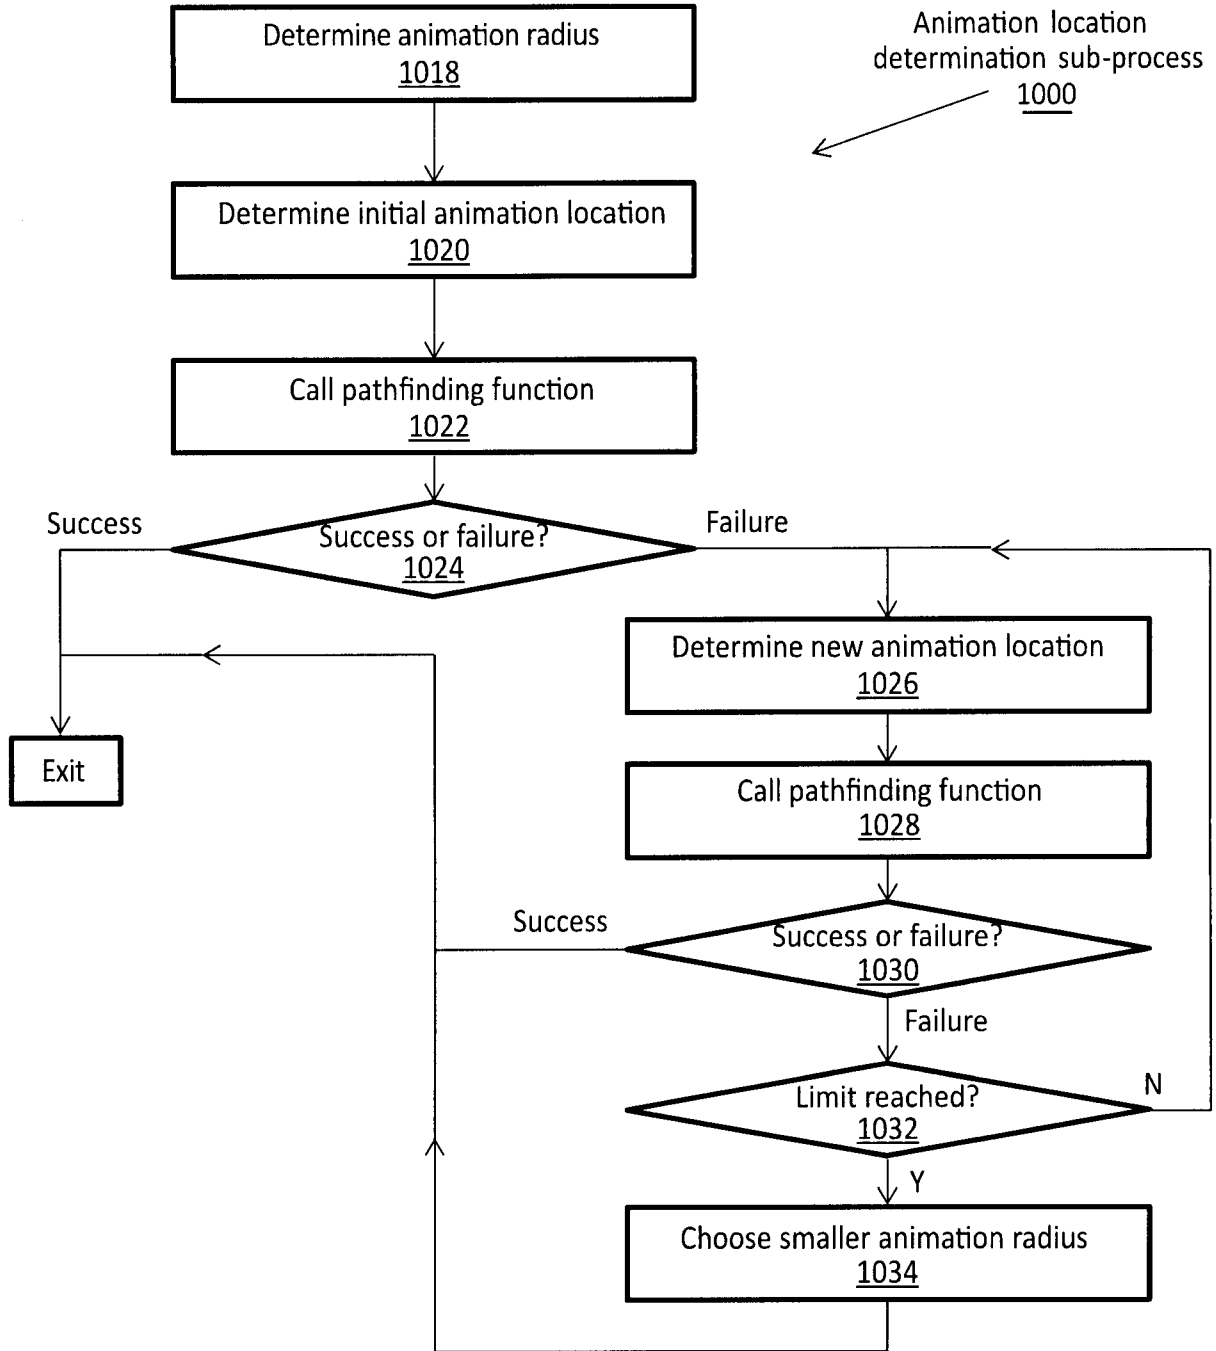 Determine animation radius
1018
Animation location
determination sub-process
1000
Determine initial animation location
1020
Call pathfinding function
1022
Success
Success or failure?
1024
Failure
Determine new animation location
1026
Exit
Call pathfinding function
1028
Success
Success or failure?
1030
Failure
Limit reached?
1032
N
Y
Choose smaller animation radius
1034